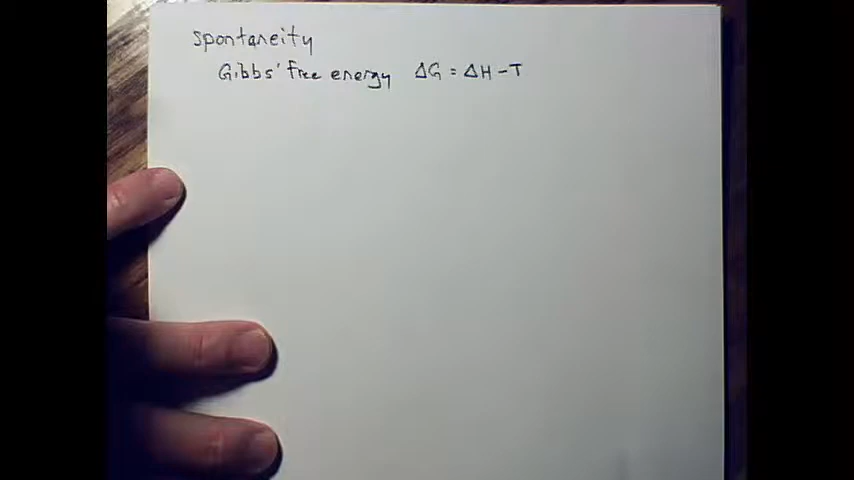 spontaneity
Gibbs' free energy ΔG = ΔH - T